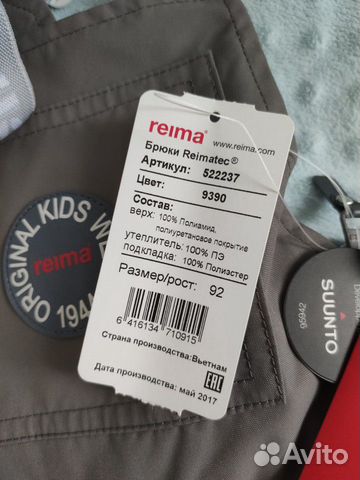 reima® www.reima.com
Брюки Reimatec®
Артикул: 522237
Цвет: 9390
Состав:
верх: 100% Полиамид,
полиуретановое покрытие
утеплитель: 100% ПЭ
подкладка: 100% Полиэстер
Размер/рост: 92
6 416134 710915
Страна производства: Вьетнам
Дата производства: май 2017
EAC
ORIGINAL KIDS WE
reima
1944
SUUNTO
95942
Avito